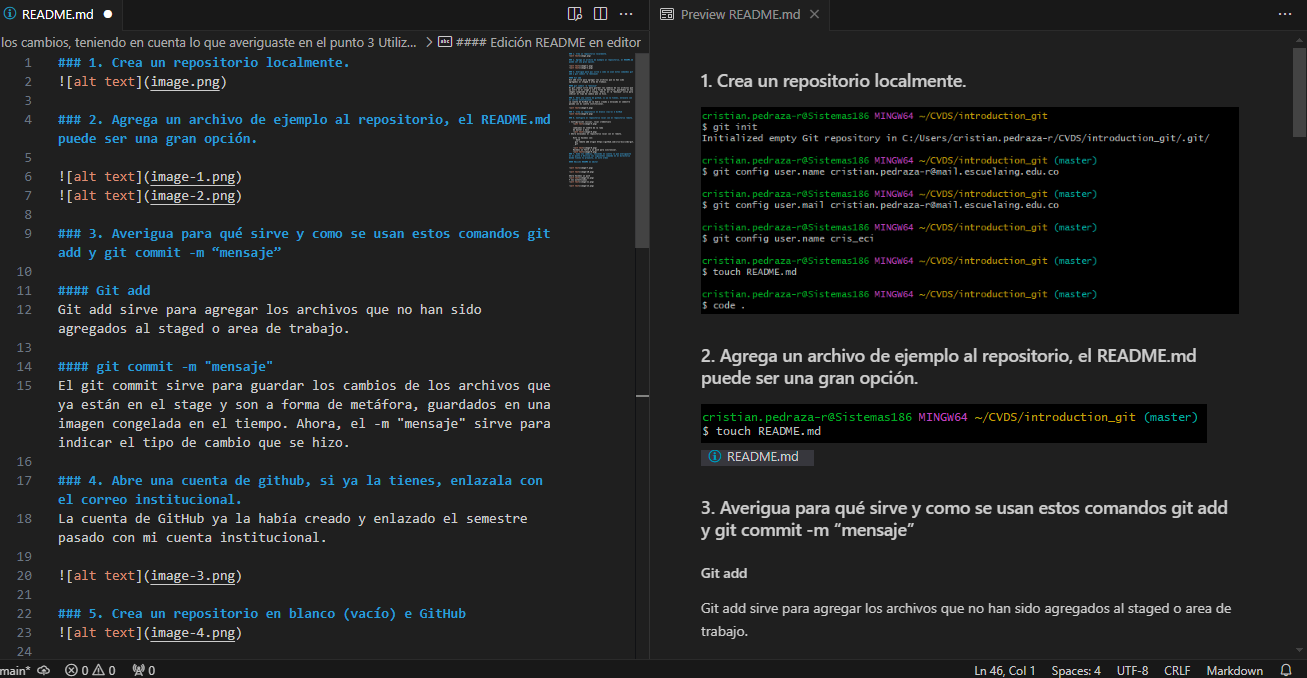 README.md
Preview README.md
los cambios, teniendo en cuenta lo que averiguaste en el punto 3 Utiliz... > #### Edición README en editor
1 ### 1. Crea un repositorio localmente.
2 ![alt text](image.png)
3
4 ### 2. Agrega un archivo de ejemplo al repositorio, el README.md
puede ser una gran opción.
5
6 ![alt text](image-1.png)
7 ![alt text](image-2.png)
8
9 ### 3. Averigua para qué sirve y como se usan estos comandos git
add y git commit -m “mensaje”
10
11 #### Git add
12 Git add sirve para agregar los archivos que no han sido
agregados al staged o area de trabajo.
13
14 #### git commit -m "mensaje"
15 El git commit sirve para guardar los cambios de los archivos que
ya están en el stage y son a forma de metáfora, guardados en una
imagen congelada en el tiempo. Ahora, el -m "mensaje" sirve para
indicar el tipo de cambio que se hizo.
16
17 ### 4. Abre una cuenta de github, si ya la tienes, enlazala con
el correo institucional.
18 La cuenta de GitHub ya la había creado y enlazado el semestre
pasado con mi cuenta institucional.
19
20 ![alt text](image-3.png)
21
22 ### 5. Crea un repositorio en blanco (vacío) e GitHub
23 ![alt text](image-4.png)
24
1. Crea un repositorio localmente.
cristian.pedraza-r@Sistemas186 MINGW64 ~/CVDS/introduction_git
$ git init
Initialized empty Git repository in C:/Users/cristian.pedraza-r/CVDS/introduction_git/.git/
cristian.pedraza-r@Sistemas186 MINGW64 ~/CVDS/introduction_git (master)
$ git config user.name cristian.pedraza-r@mail.escuelaing.edu.co
cristian.pedraza-r@Sistemas186 MINGW64 ~/CVDS/introduction_git (master)
$ git config user.mail cristian.pedraza-r@mail.escuelaing.edu.co
cristian.pedraza-r@Sistemas186 MINGW64 ~/CVDS/introduction_git (master)
$ git config user.name cris_eci
cristian.pedraza-r@Sistemas186 MINGW64 ~/CVDS/introduction_git (master)
$ touch README.md
cristian.pedraza-r@Sistemas186 MINGW64 ~/CVDS/introduction_git (master)
$ code .
2. Agrega un archivo de ejemplo al repositorio, el README.md
puede ser una gran opción.
cristian.pedraza-r@Sistemas186 MINGW64 ~/CVDS/introduction_git (master)
$ touch README.md
README.md
3. Averigua para qué sirve y como se usan estos comandos git add
y git commit -m “mensaje”
Git add
Git add sirve para agregar los archivos que no han sido agregados al staged o area de
trabajo.
main* 0 0 0 Ln 46, Col 1 Spaces: 4 UTF-8 CRLF Markdown